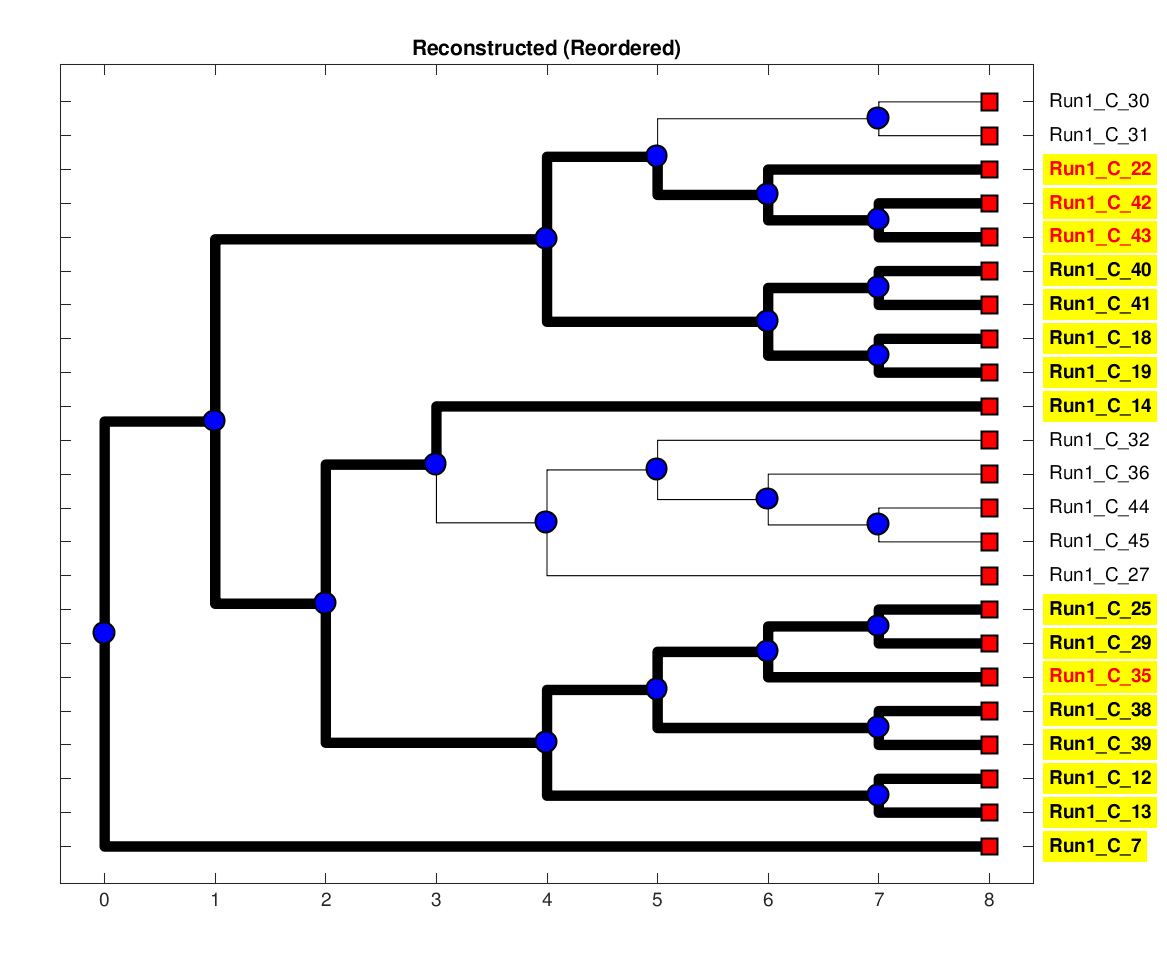 Reconstructed (Reordered)
Run1_C_30
Run1_C_31
Run1_C_22
Run1_C_42
Run1_C_43
Run1_C_40
Run1_C_41
Run1_C_18
Run1_C_19
Run1_C_14
Run1_C_32
Run1_C_36
Run1_C_44
Run1_C_45
Run1_C_27
Run1_C_25
Run1_C_29
Run1_C_35
Run1_C_38
Run1_C_39
Run1_C_12
Run1_C_13
Run1_C_7
0 1 2 3 4 5 6 7 8